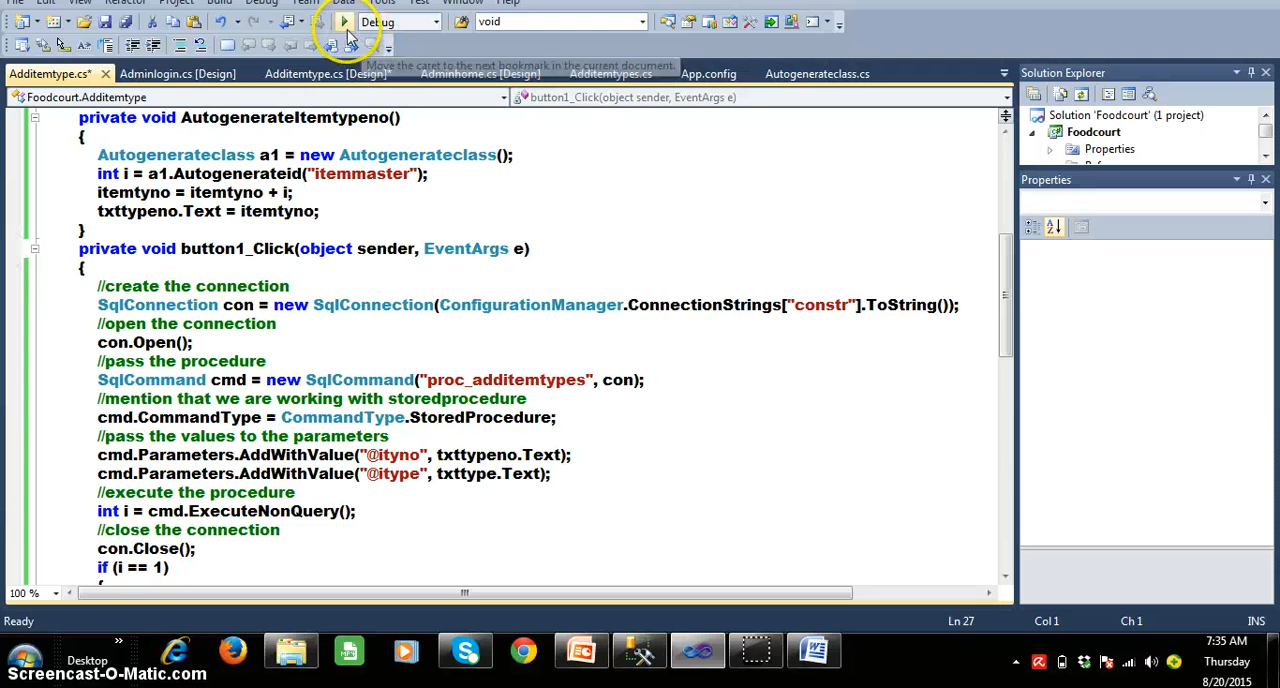 File Edit View Refactor Project Build Debug Team Data Tools Test Window Help
Debug void
Move the caret to the next bookmark in the current document.
Additemtype.cs* Adminlogin.cs [Design] Additemtype.cs [Design]* Adminhome.cs [Design] Additemtypes.cs App.config Autogenerateclass.cs
Foodcourt.Additemtype button1_Click(object sender, EventArgs e)
private void AutogenerateItemtypeno()
{
Autogenerateclass a1 = new Autogenerateclass();
int i = a1.Autogenerateid("itemmaster");
itemtyno = itemtyno + i;
txttypeno.Text = itemtyno;
}
private void button1_Click(object sender, EventArgs e)
{
//create the connection
SqlConnection con = new SqlConnection(ConfigurationManager.ConnectionStrings["constr"].ToString());
//open the connection
con.Open();
//pass the procedure
SqlCommand cmd = new SqlCommand("proc_additemtypes", con);
//mention that we are working with storedprocedure
cmd.CommandType = CommandType.StoredProcedure;
//pass the values to the parameters
cmd.Parameters.AddWithValue("@ityno", txttypeno.Text);
cmd.Parameters.AddWithValue("@itype", txttype.Text);
//execute the procedure
int i = cmd.ExecuteNonQuery();
//close the connection
con.Close();
if (i == 1)
{
100 %
Solution Explorer
Solution 'Foodcourt' (1 project)
Foodcourt
Properties
Properties
Ready Ln 27 Col 1 Ch 1 INS
Desktop
7:35 AM
Thursday
8/20/2015
Screencast-O-Matic.com